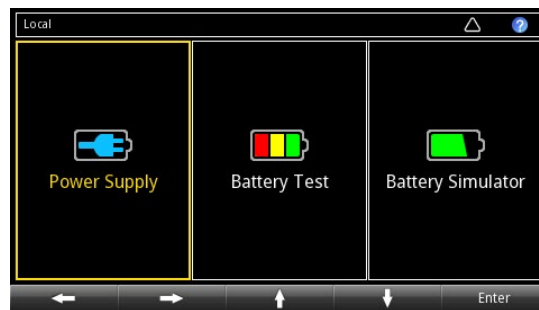 Local
?
Power Supply
Battery Test
Battery Simulator
Enter